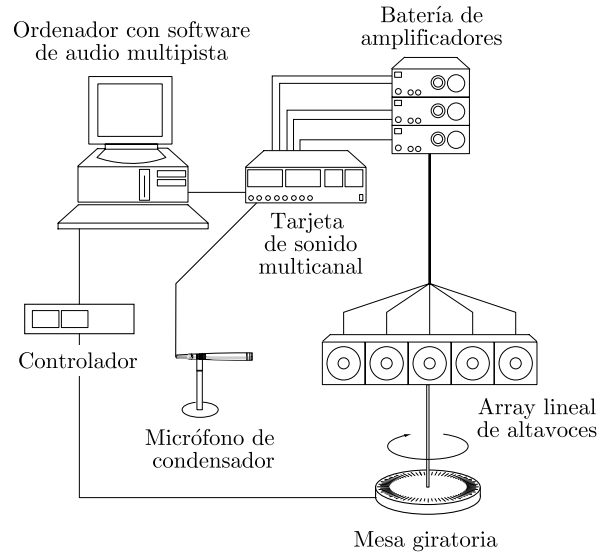 Ordenador con software
de audio multipista
Batería de
amplificadores
Tarjeta
de sonido
multicanal
Controlador
Micrófono de
condensador
Array lineal
de altavoces
Mesa giratoria